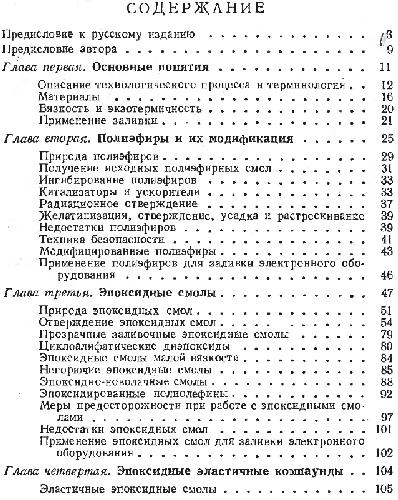 СОДЕРЖАНИЕ
Предисловие к русскому изданию . . . . . . . . . . . . 3
Предисловие автора . . . . . . . . . . . . . . . . . . 9
Глава первая. Основные понятия . . . . . . . . . . . . 11
Описание технологического процесса и терминология . . 12
Материалы . . . . . . . . . . . . . . . . . . . . . . 16
Вязкость и экзотермичность . . . . . . . . . . . . . . 20
Применение заливки . . . . . . . . . . . . . . . . . . 21
Глава вторая. Полиэфиры и их модификация . . . . . . . 25
Природа полиэфиров . . . . . . . . . . . . . . . . . . 29
Получение исходных полиэфирных смол . . . . . . . . . 31
Ингибирование полиэфиров . . . . . . . . . . . . . . . 33
Катализаторы и ускорители . . . . . . . . . . . . . . 33
Радиационное отверждение . . . . . . . . . . . . . . . 37
Желатинизация, отверждение, усадка и растрескивание 39
Недостатки полиэфиров . . . . . . . . . . . . . . . . 39
Техника безопасности . . . . . . . . . . . . . . . . . 41
Модифицированные полиэфиры . . . . . . . . . . . . . . 43
Применение полиэфиров для заливки электронного обо-
рудования . . . . . . . . . . . . . . . . . . . . . . 46
Глава третья. Эпоксидные смолы . . . . . . . . . . . . 47
Природа эпоксидных смол . . . . . . . . . . . . . . . 51
Отверждение эпоксидных смол . . . . . . . . . . . . . 54
Прозрачные заливочные эпоксидные смолы . . . . . . . . 79
Циклоалифатические диэпоксиды . . . . . . . . . . . . 80
Эпоксидные смолы малой вязкости . . . . . . . . . . . 84
Негорючие эпоксидные смолы . . . . . . . . . . . . . . 85
Эпоксидно-новолачные смолы . . . . . . . . . . . . . . 88
Эпоксидированные полиолефины . . . . . . . . . . . . . 92
Меры предосторожности при работе с эпоксидными смо-
лами . . . . . . . . . . . . . . . . . . . . . . . . . 97
Недостатки эпоксидных смол . . . . . . . . . . . . . . 101
Применение эпоксидных смол для заливки электронного
оборудования . . . . . . . . . . . . . . . . . . . . . 102
Глава четвертая. Эпоксидные эластичные компаунды . . 104
Эластичные эпоксидные смолы . . . . . . . . . . . . . 105